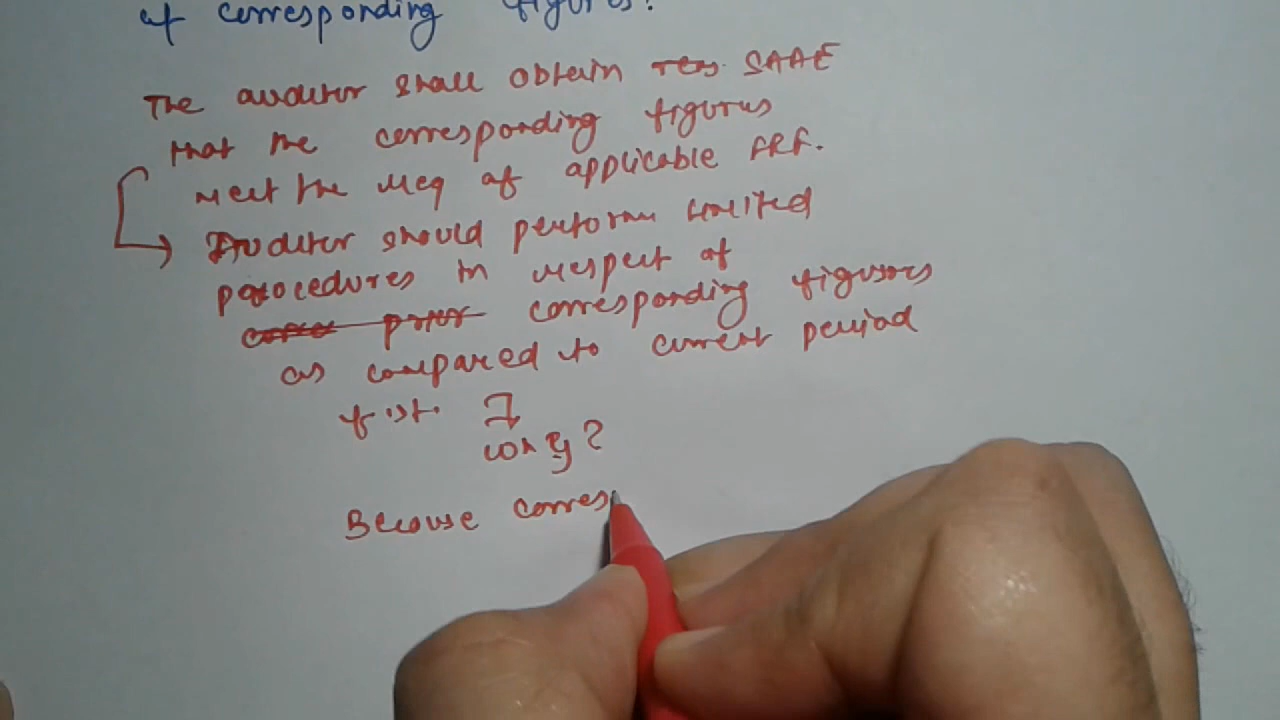 of corresponding figures?
The auditor shall obtain SAAE
that the corresponding figures
meet the req of applicable FRF.
Auditor should perform limited
procedures in respect of
prior corresponding figures
as compared to current period
f.st.
why?
Because corres